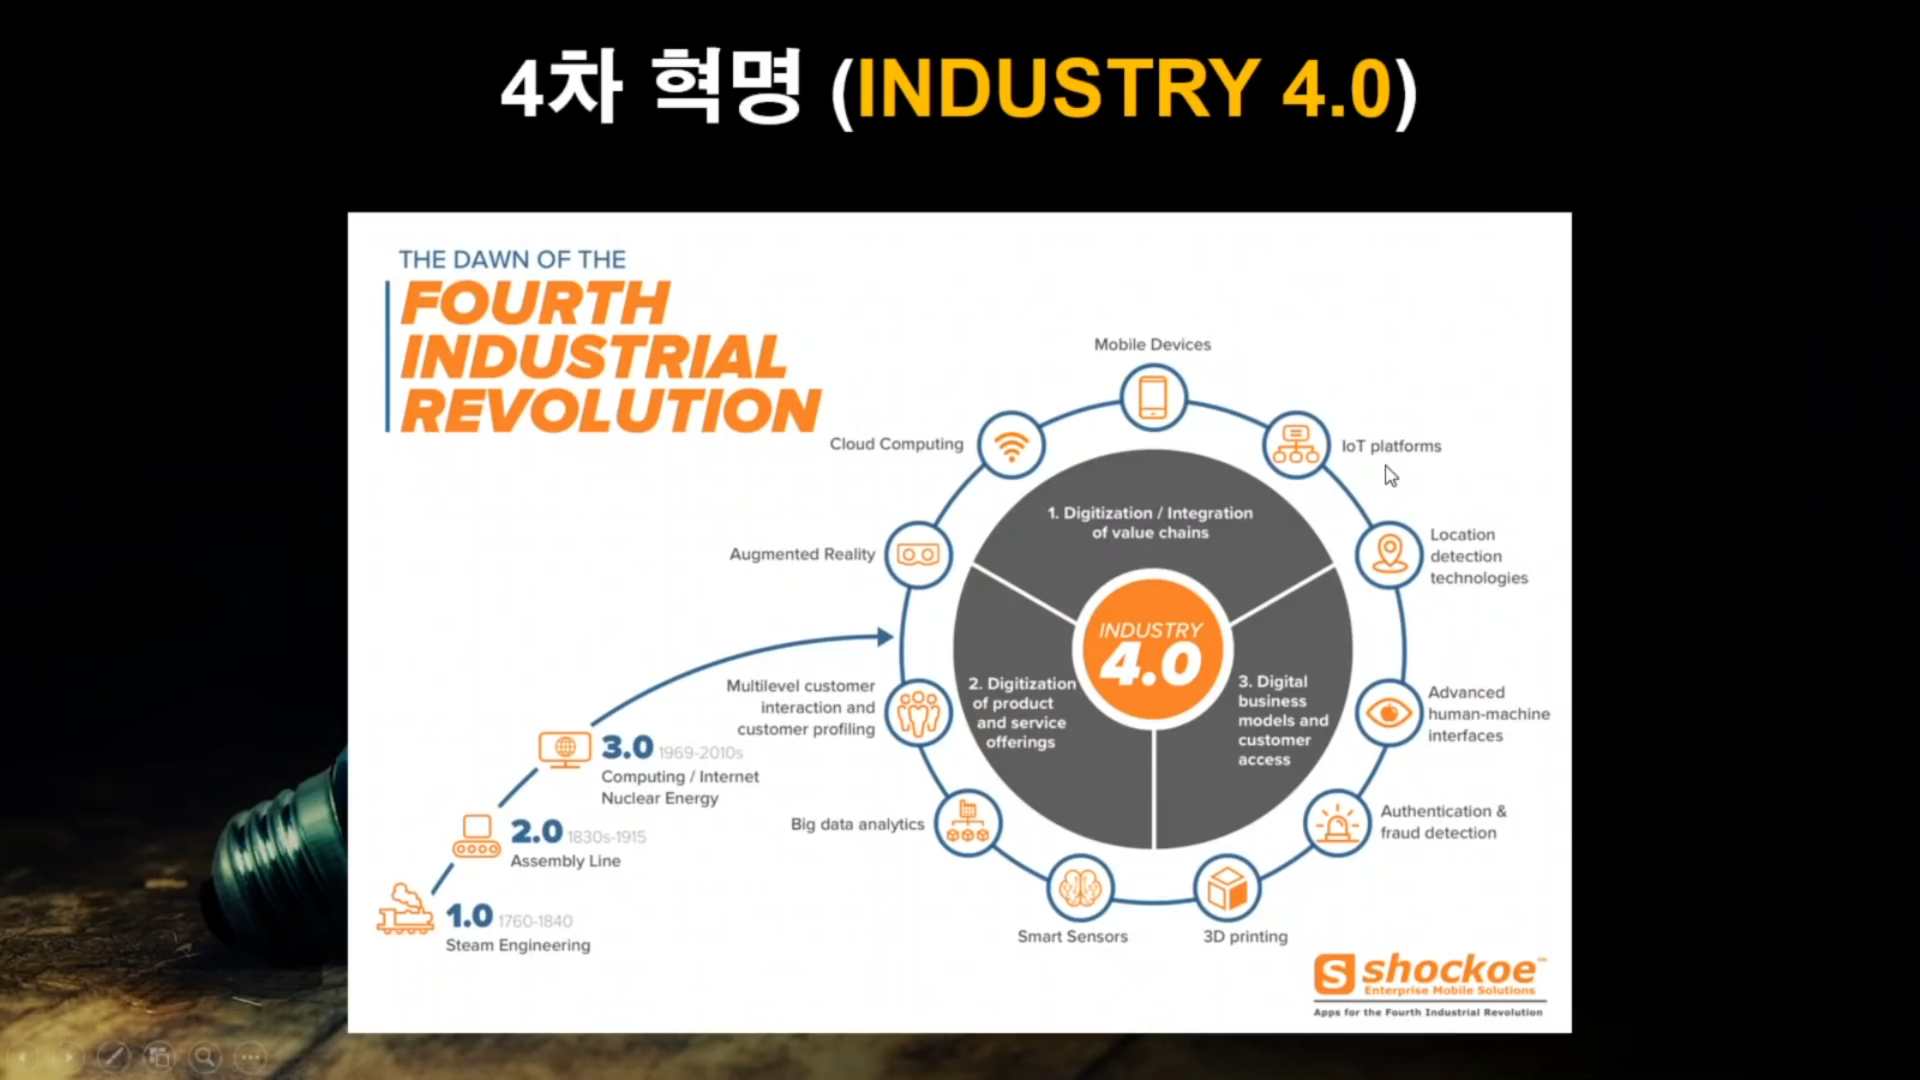 4차 혁명 (INDUSTRY 4.0)
THE DAWN OF THE
FOURTH
INDUSTRIAL
REVOLUTION
Mobile Devices
Cloud Computing
IoT platforms
Augmented Reality
Location
detection
technologies
1. Digitization / Integration
of value chains
INDUSTRY
4.0
2. Digitization
of product
and service
offerings
3. Digital
business
models and
customer
access
Multilevel customer
interaction and
customer profiling
Advanced
human-machine
interfaces
Big data analytics
Authentication &
fraud detection
Smart Sensors
3D printing
3.0 1969-2010s
Computing / Internet
Nuclear Energy
2.0 1830s-1915
Assembly Line
1.0 1760-1840
Steam Engineering
S shockoe™
Enterprise Mobile Solutions
Apps for the Fourth Industrial Revolution